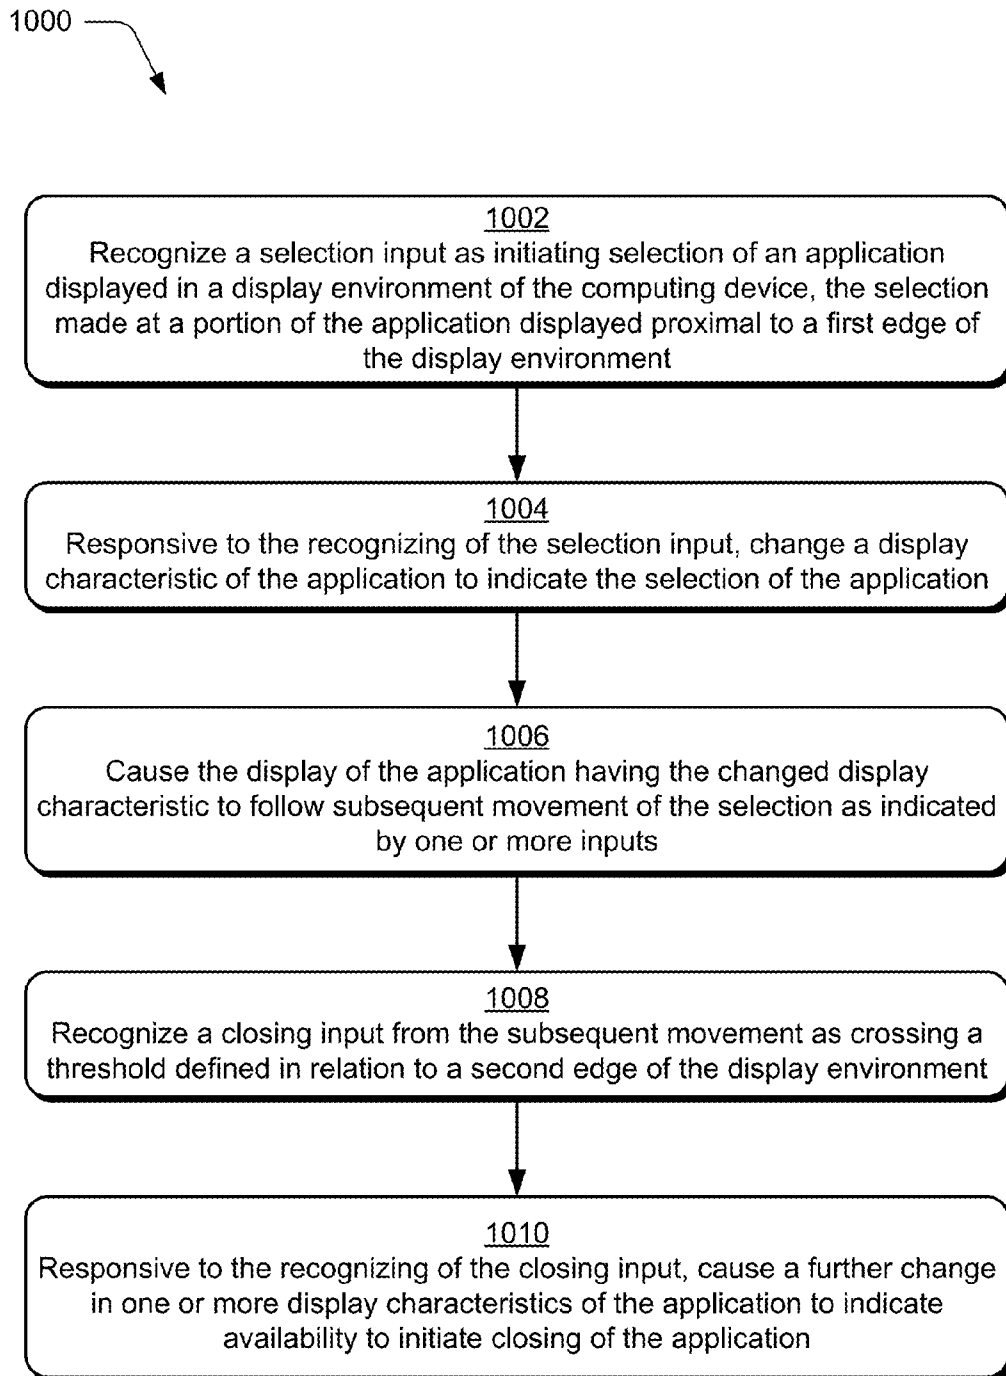 1000
1002
Recognize a selection input as initiating selection of an application
displayed in a display environment of the computing device, the selection
made at a portion of the application displayed proximal to a first edge of
the display environment
1004
Responsive to the recognizing of the selection input, change a display
characteristic of the application to indicate the selection of the application
1006
Cause the display of the application having the changed display
characteristic to follow subsequent movement of the selection as indicated
by one or more inputs
1008
Recognize a closing input from the subsequent movement as crossing a
threshold defined in relation to a second edge of the display environment
1010
Responsive to the recognizing of the closing input, cause a further change
in one or more display characteristics of the application to indicate
availability to initiate closing of the application